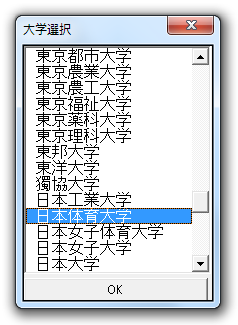 大学選択
東京都市大学
東京農業大学
東京農工大学
東京福祉大学
東京薬科大学
東京理科大学
東邦大学
東洋大学
獨協大学
日本工業大学
日本体育大学
日本女子体育大学
日本女子大学
日本大学
OK